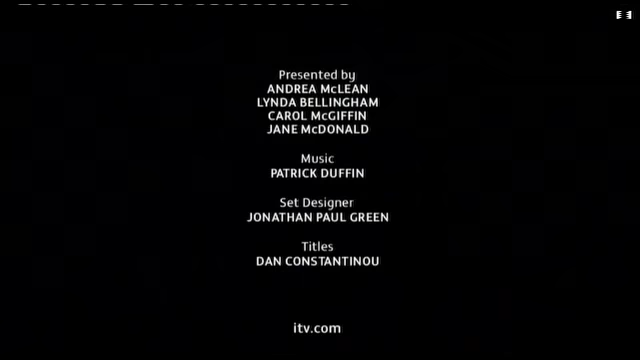 Presented by
ANDREA McLEAN
LYNDA BELLINGHAM
CAROL McGIFFIN
JANE McDONALD
Music
PATRICK DUFFIN
Set Designer
JONATHAN PAUL GREEN
Titles
DAN CONSTANTINOU
itv.com